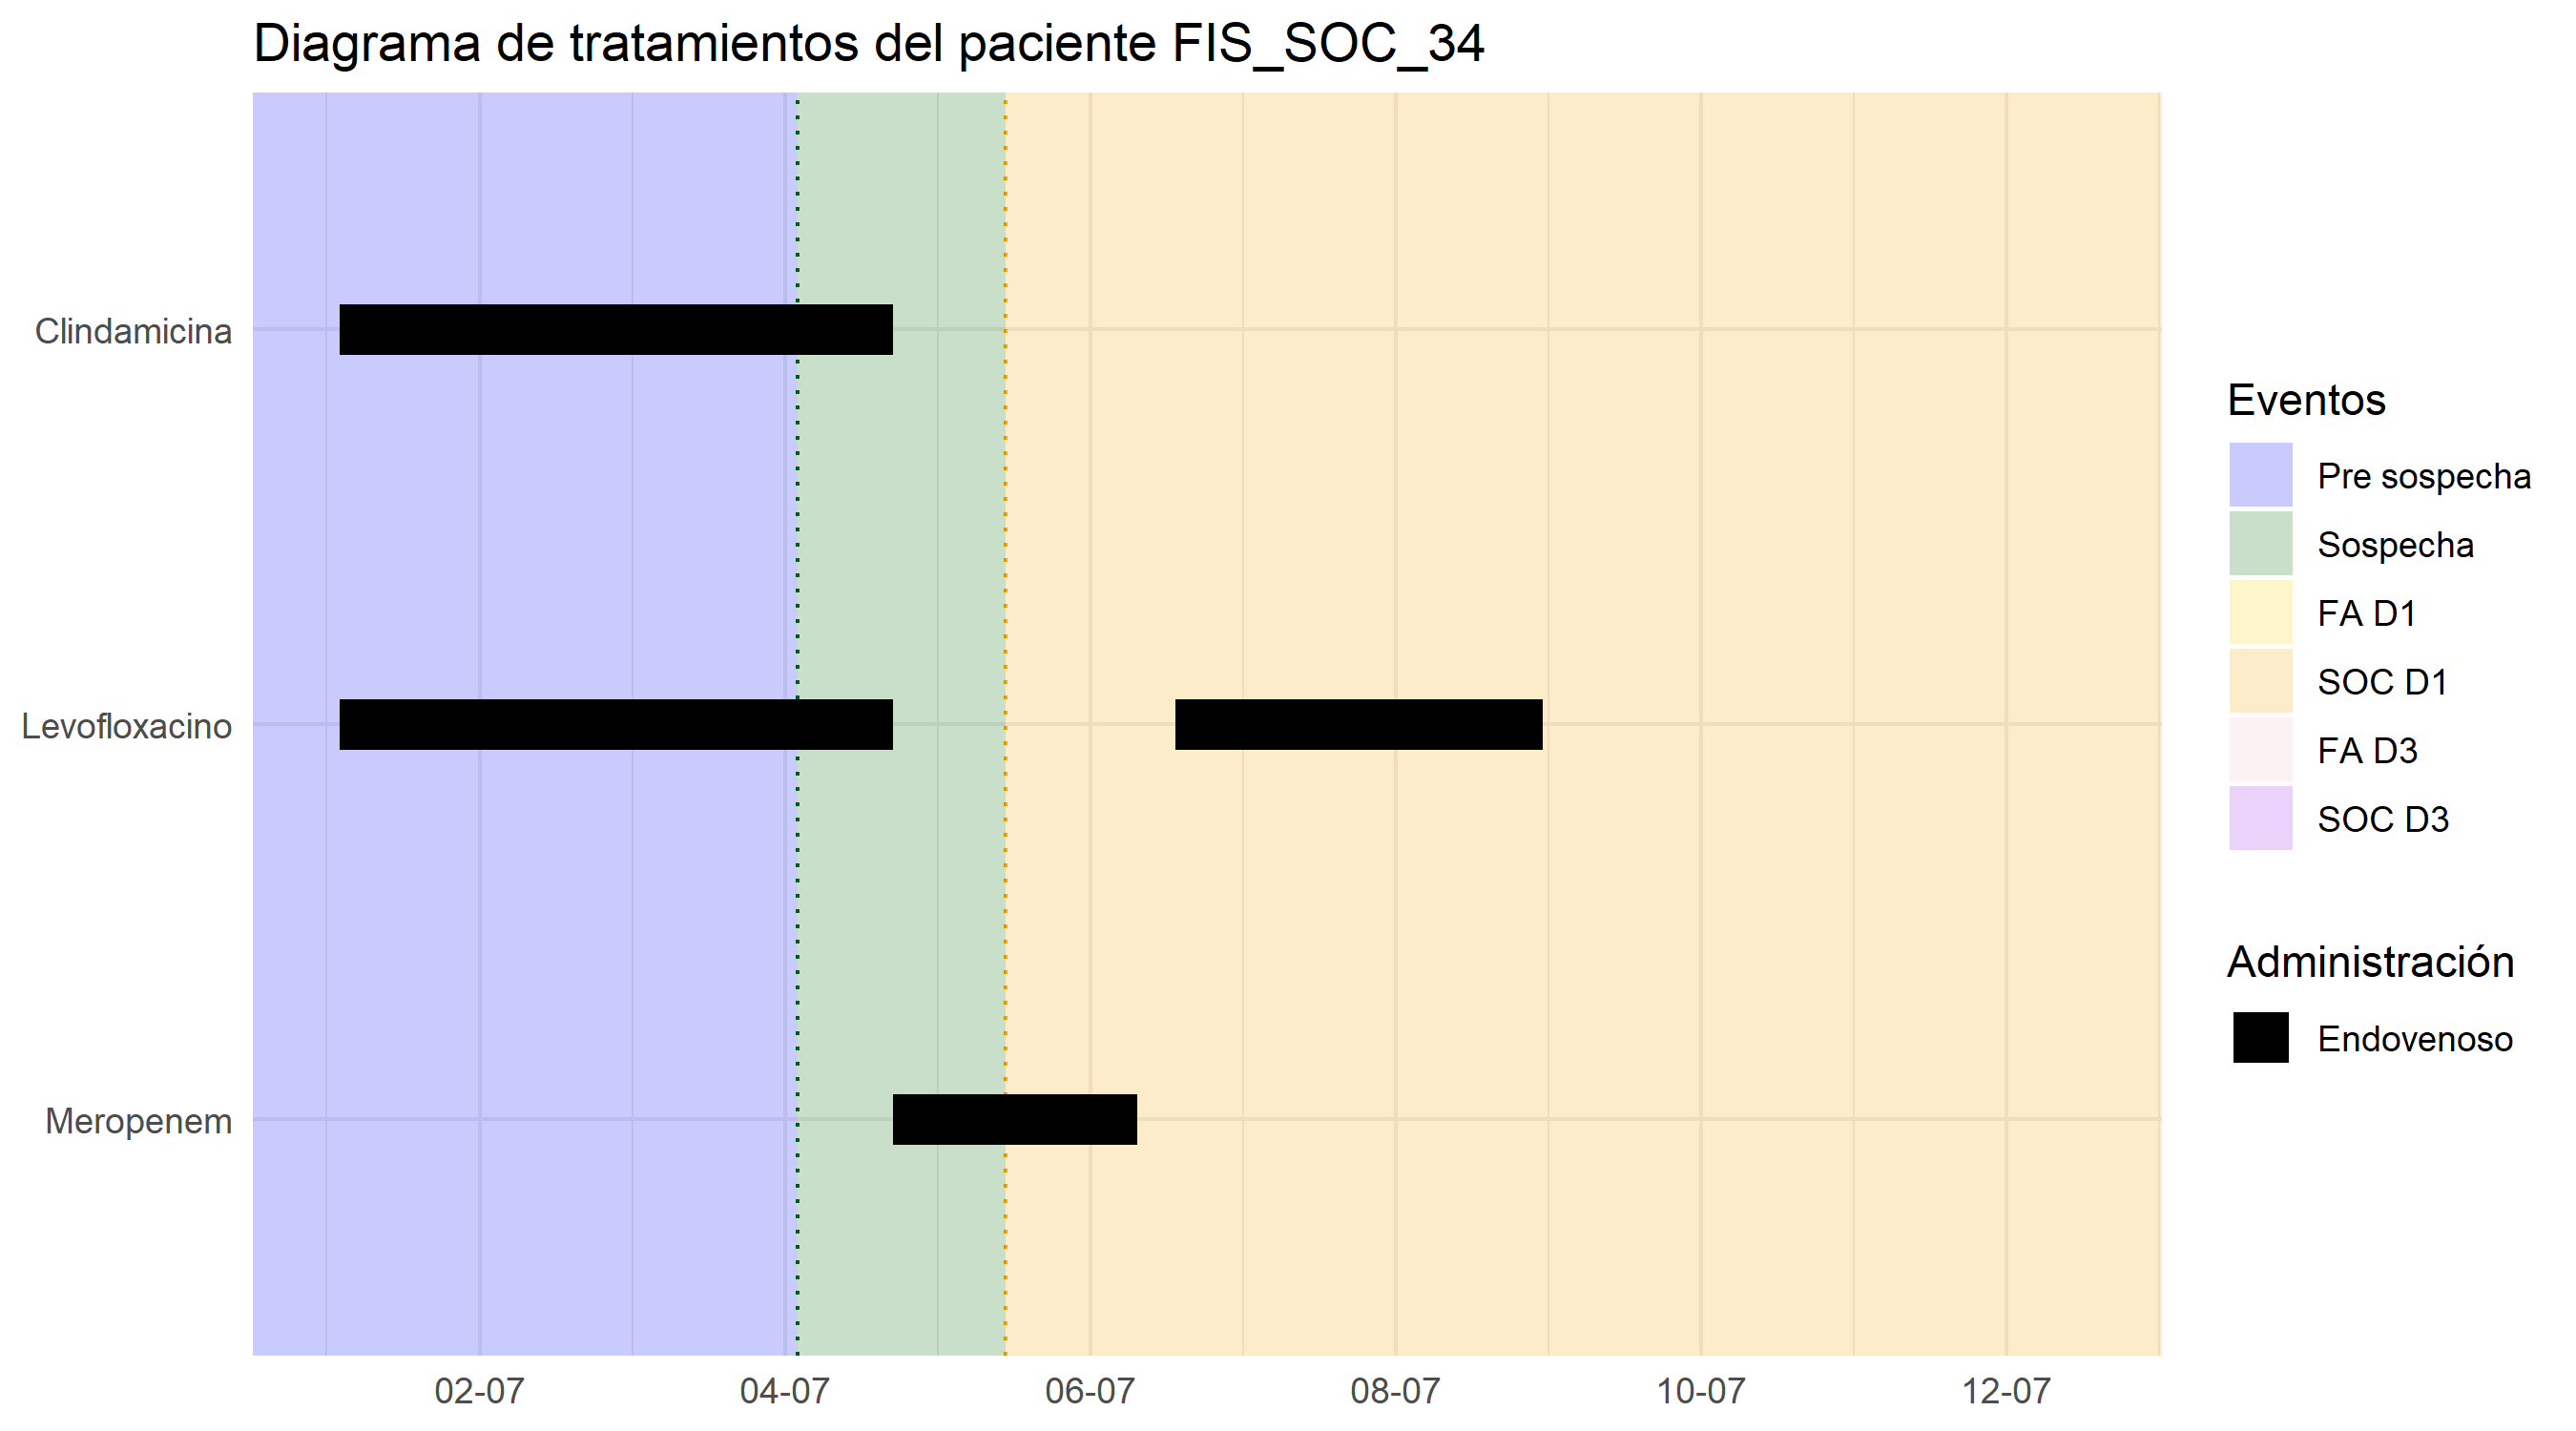 Diagrama de tratamientos del paciente FIS_SOC_34
Clindamicina
Levofloxacino
Meropenem
02-07
04-07
06-07
08-07
10-07
12-07
Eventos
Pre sospecha
Sospecha
FA D1
SOC D1
FA D3
SOC D3
Administración
Endovenoso